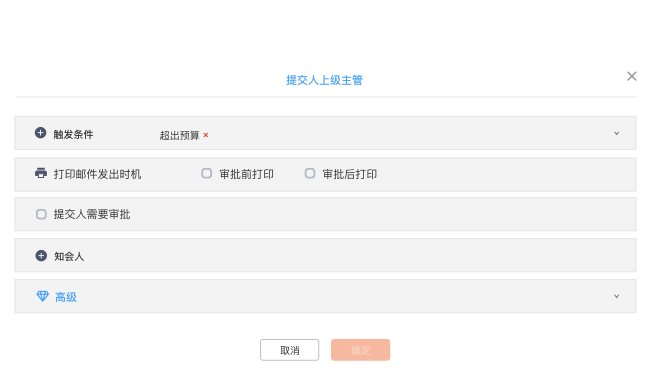 提交人上级主管
触发条件 超出预算 ×
打印邮件发出时机 审批前打印 审批后打印
提交人需要审批
知会人
高级
取消 确定